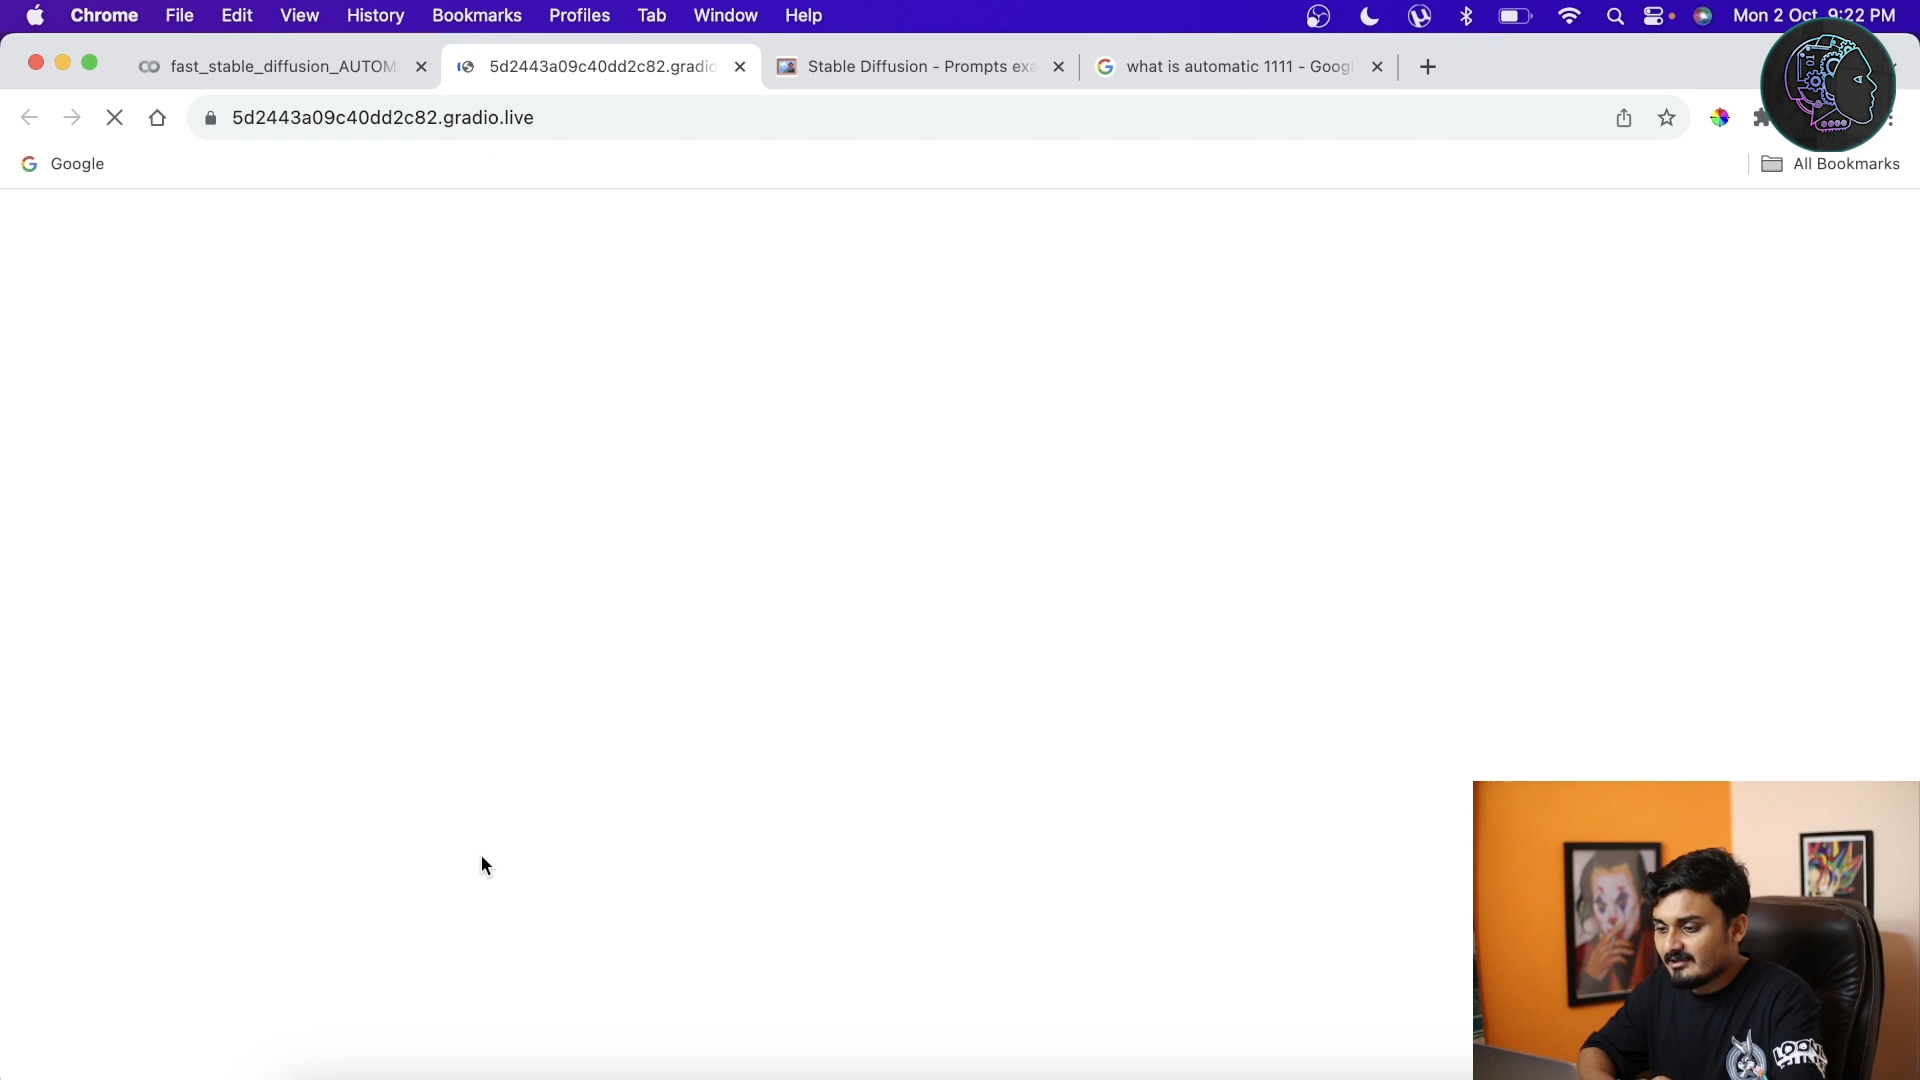 Chrome File Edit View History Bookmarks Profiles Tab Window Help Mon 2 Oct 9:22 PM
fast_stable_diffusion_AUTOM 5d2443a09c40dd2c82.gradio Stable Diffusion - Prompts exa what is automatic 1111 - Googl
5d2443a09c40dd2c82.gradio.live
Google All Bookmarks